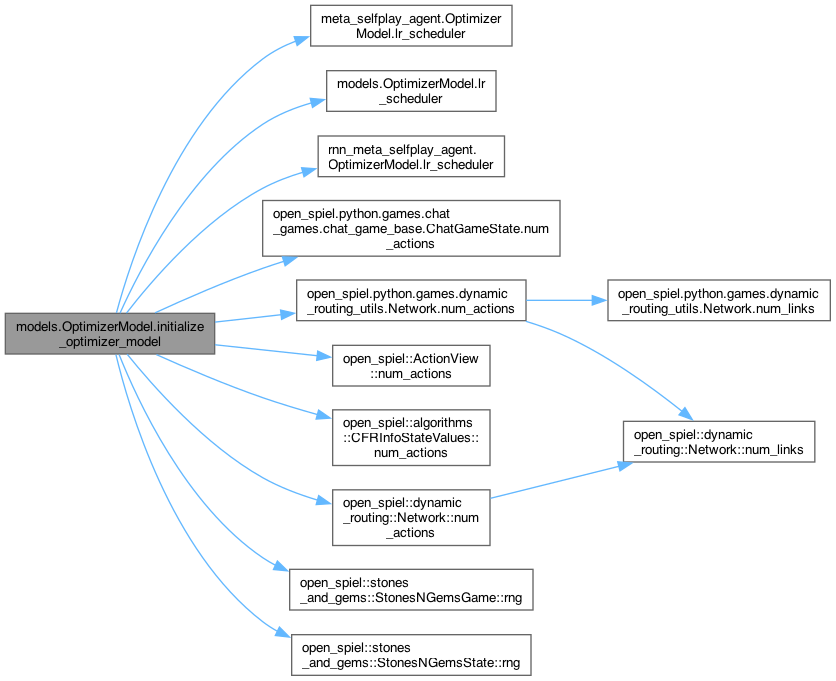 meta_selfplay_agent.Optimizer
Model.lr_scheduler
models.OptimizerModel.lr
_scheduler
rnn_meta_selfplay_agent.
OptimizerModel.lr_scheduler
open_spiel.python.games.chat
_games.chat_game_base.ChatGameState.num
_actions
models.OptimizerModel.initialize
_optimizer_model
open_spiel.python.games.dynamic
_routing_utils.Network.num_actions
open_spiel.python.games.dynamic
_routing_utils.Network.num_links
open_spiel::ActionView
::num_actions
open_spiel::algorithms
::CFRInfoStateValues::
num_actions
open_spiel::dynamic
_routing::Network::num_links
open_spiel::dynamic
_routing::Network::num
_actions
open_spiel::stones
_and_gems::StonesNGemsGame::rng
open_spiel::stones
_and_gems::StonesNGemsState::rng